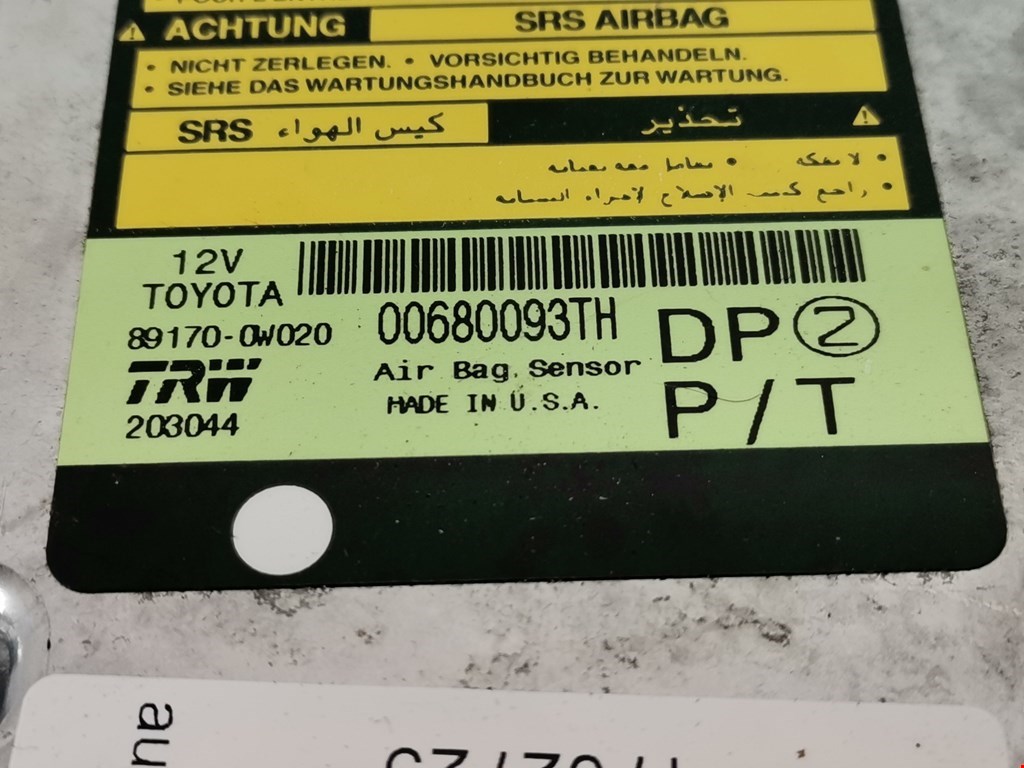 ACHTUNG SRS AIRBAG
• NICHT ZERLEGEN. • VORSICHTIG BEHANDELN.
• SIEHE DAS WARTUNGSHANDBUCH ZUR WARTUNG.
تحذير كيس الهواء SRS
12V
TOYOTA
89170-0W020
TRW
203044
00680093TH
Air Bag Sensor
MADE IN U.S.A.
DP②
P/T
au